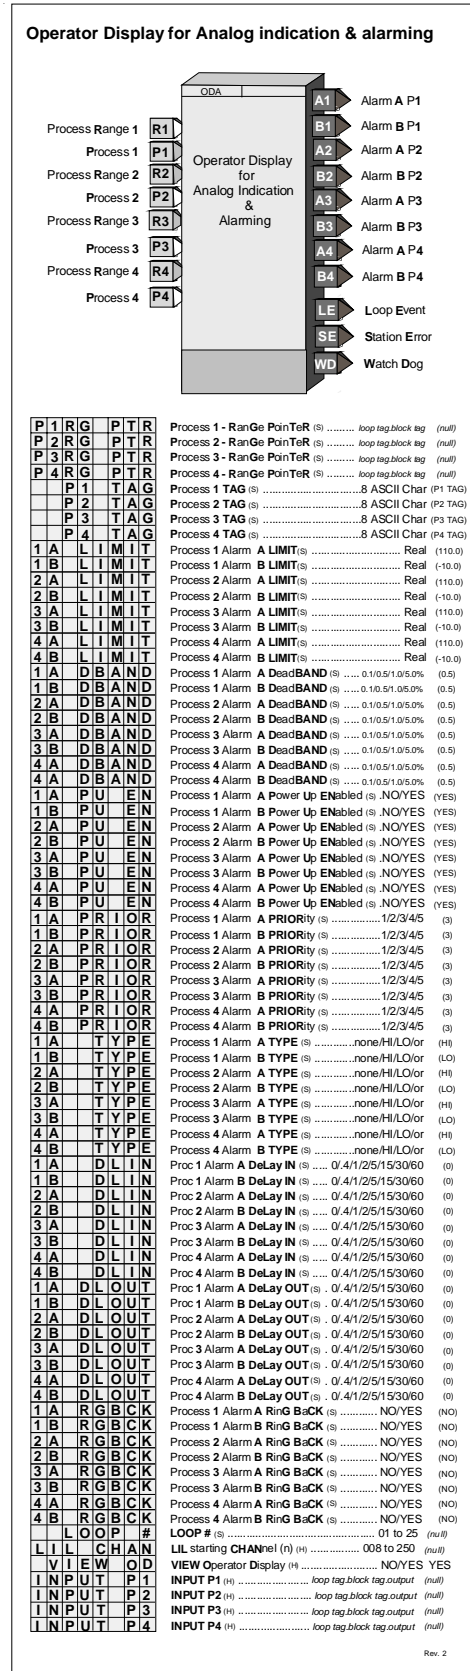 Operator Display for Analog indication & alarming
ODA
Process Range 1 R1
Process 1 P1
Process Range 2 R2
Process 2 P2
Process Range 3 R3
Process 3 P3
Process Range 4 R4
Process 4 P4
Operator Display
for
Analog Indication
&
Alarming
A1 Alarm A P1
B1 Alarm B P1
A2 Alarm A P2
B2 Alarm B P2
A3 Alarm A P3
B3 Alarm B P3
A4 Alarm A P4
B4 Alarm B P4
LE Loop Event
SE Station Error
WD Watch Dog
P1RG PTR Process 1 - RanGe PoinTeR (S) ......... loop tag.block tag (null)
P2RG PTR Process 2 - RanGe PoinTeR (S) ......... loop tag.block tag (null)
P3RG PTR Process 3 - RanGe PoinTeR (S) ......... loop tag.block tag (null)
P4RG PTR Process 4 - RanGe PoinTeR (S) ......... loop tag.block tag (null)
P1 TAG Process 1 TAG (S) ................................8 ASCII Char (P1 TAG)
P2 TAG Process 2 TAG (S) ................................8 ASCII Char (P2 TAG)
P3 TAG Process 3 TAG (S) ................................8 ASCII Char (P3 TAG)
P4 TAG Process 4 TAG (S) ................................8 ASCII Char (P4 TAG)
1A LIMIT Process 1 Alarm A LIMIT(S) ............................. Real (110.0)
1B LIMIT Process 1 Alarm B LIMIT(S) ............................. Real (-10.0)
2A LIMIT Process 2 Alarm A LIMIT(S) ............................. Real (110.0)
2B LIMIT Process 2 Alarm B LIMIT(S) ............................. Real (-10.0)
3A LIMIT Process 3 Alarm A LIMIT(S) ............................. Real (110.0)
3B LIMIT Process 3 Alarm B LIMIT(S) ............................. Real (-10.0)
4A LIMIT Process 4 Alarm A LIMIT(S) ............................. Real (110.0)
4B LIMIT Process 4 Alarm B LIMIT(S) ............................. Real (-10.0)
1A DBAND Process 1 Alarm A DeadBAND (S) ..... 0.1/0.5/1.0/5.0% (0.5)
1B DBAND Process 1 Alarm B DeadBAND (S) ..... 0.1/0.5/1.0/5.0% (0.5)
2A DBAND Process 2 Alarm A DeadBAND (S) ..... 0.1/0.5/1.0/5.0% (0.5)
2B DBAND Process 2 Alarm B DeadBAND (S) ..... 0.1/0.5/1.0/5.0% (0.5)
3A DBAND Process 3 Alarm A DeadBAND (S) ..... 0.1/0.5/1.0/5.0% (0.5)
3B DBAND Process 3 Alarm B DeadBAND (S) ..... 0.1/0.5/1.0/5.0% (0.5)
4A DBAND Process 4 Alarm A DeadBAND (S) ..... 0.1/0.5/1.0/5.0% (0.5)
4B DBAND Process 4 Alarm B DeadBAND (S) ..... 0.1/0.5/1.0/5.0% (0.5)
1A PU EN Process 1 Alarm A Power Up ENabled (S) .NO/YES (YES)
1B PU EN Process 1 Alarm B Power Up ENabled (S) .NO/YES (YES)
2A PU EN Process 2 Alarm A Power Up ENabled (S) .NO/YES (YES)
2B PU EN Process 2 Alarm B Power Up ENabled (S) .NO/YES (YES)
3A PU EN Process 3 Alarm A Power Up ENabled (S) .NO/YES (YES)
3B PU EN Process 3 Alarm B Power Up ENabled (S) .NO/YES (YES)
4A PU EN Process 4 Alarm A Power Up ENabled (S) .NO/YES (YES)
4B PU EN Process 4 Alarm B Power Up ENabled (S) .NO/YES (YES)
1A PRIOR Process 1 Alarm A PRIORity (S) ................1/2/3/4/5 (3)
1B PRIOR Process 1 Alarm B PRIORity (S) ................1/2/3/4/5 (3)
2A PRIOR Process 2 Alarm A PRIORity (S) ................1/2/3/4/5 (3)
2B PRIOR Process 2 Alarm B PRIORity (S) ................1/2/3/4/5 (3)
3A PRIOR Process 3 Alarm A PRIORity (S) ................1/2/3/4/5 (3)
3B PRIOR Process 3 Alarm B PRIORity (S) ................1/2/3/4/5 (3)
4A PRIOR Process 4 Alarm A PRIORity (S) ................1/2/3/4/5 (3)
4B PRIOR Process 4 Alarm B PRIORity (S) ................1/2/3/4/5 (3)
1A TYPE Process 1 Alarm A TYPE (S) .............none/HI/LO/or (HI)
1B TYPE Process 1 Alarm B TYPE (S) .............none/HI/LO/or (LO)
2A TYPE Process 2 Alarm A TYPE (S) .............none/HI/LO/or (HI)
2B TYPE Process 2 Alarm B TYPE (S) .............none/HI/LO/or (LO)
3A TYPE Process 3 Alarm A TYPE (S) .............none/HI/LO/or (HI)
3B TYPE Process 3 Alarm B TYPE (S) .............none/HI/LO/or (LO)
4A TYPE Process 4 Alarm A TYPE (S) .............none/HI/LO/or (HI)
4B TYPE Process 4 Alarm B TYPE (S) .............none/HI/LO/or (LO)
1A DLIN Proc 1 Alarm A DeLay IN (S) ..... 0/.4/1/2/5/15/30/60 (0)
1B DLIN Proc 1 Alarm B DeLay IN (S) ..... 0/.4/1/2/5/15/30/60 (0)
2A DLIN Proc 2 Alarm A DeLay IN (S) ..... 0/.4/1/2/5/15/30/60 (0)
2B DLIN Proc 2 Alarm B DeLay IN (S) ..... 0/.4/1/2/5/15/30/60 (0)
3A DLIN Proc 3 Alarm A DeLay IN (S) ..... 0/.4/1/2/5/15/30/60 (0)
3B DLIN Proc 3 Alarm B DeLay IN (S) ..... 0/.4/1/2/5/15/30/60 (0)
4A DLIN Proc 4 Alarm A DeLay IN (S) ..... 0/.4/1/2/5/15/30/60 (0)
4B DLIN Proc 4 Alarm B DeLay IN (S) ..... 0/.4/1/2/5/15/30/60 (0)
1A DLOUT Proc 1 Alarm A DeLay OUT (S) . 0/.4/1/2/5/15/30/60 (0)
1B DLOUT Proc 1 Alarm B DeLay OUT (S) . 0/.4/1/2/5/15/30/60 (0)
2A DLOUT Proc 2 Alarm A DeLay OUT (S) . 0/.4/1/2/5/15/30/60 (0)
2B DLOUT Proc 2 Alarm B DeLay OUT (S) . 0/.4/1/2/5/15/30/60 (0)
3A DLOUT Proc 3 Alarm A DeLay OUT (S) . 0/.4/1/2/5/15/30/60 (0)
3B DLOUT Proc 3 Alarm B DeLay OUT (S) . 0/.4/1/2/5/15/30/60 (0)
4A DLOUT Proc 4 Alarm A DeLay OUT (S) . 0/.4/1/2/5/15/30/60 (0)
4B DLOUT Proc 4 Alarm B DeLay OUT (S) . 0/.4/1/2/5/15/30/60 (0)
1A RGBCK Process 1 Alarm A RinG BaCK (S) ............ NO/YES (NO)
1B RGBCK Process 1 Alarm B RinG BaCK (S) ............ NO/YES (NO)
2A RGBCK Process 2 Alarm A RinG BaCK (S) ............ NO/YES (NO)
2B RGBCK Process 2 Alarm B RinG BaCK (S) ............ NO/YES (NO)
3A RGBCK Process 3 Alarm A RinG BaCK (S) ............ NO/YES (NO)
3B RGBCK Process 3 Alarm B RinG BaCK (S) ............ NO/YES (NO)
4A RGBCK Process 4 Alarm A RinG BaCK (S) ............ NO/YES (NO)
4B RGBCK Process 4 Alarm B RinG BaCK (S) ............ NO/YES (NO)
LOOP # LOOP # (S) .......................................... 01 to 25 (null)
LIL CHAN LIL starting CHANnel (n) (H) ................. 008 to 250 (null)
VIEW OD VIEW Operator Display (H) ..................... NO/YES YES
INPUT P1 INPUT P1 (H) ....................... loop tag.block tag.output (null)
INPUT P2 INPUT P2 (H) ....................... loop tag.block tag.output (null)
INPUT P3 INPUT P3 (H) ....................... loop tag.block tag.output (null)
INPUT P4 INPUT P4 (H) ....................... loop tag.block tag.output (null)
Rev. 2